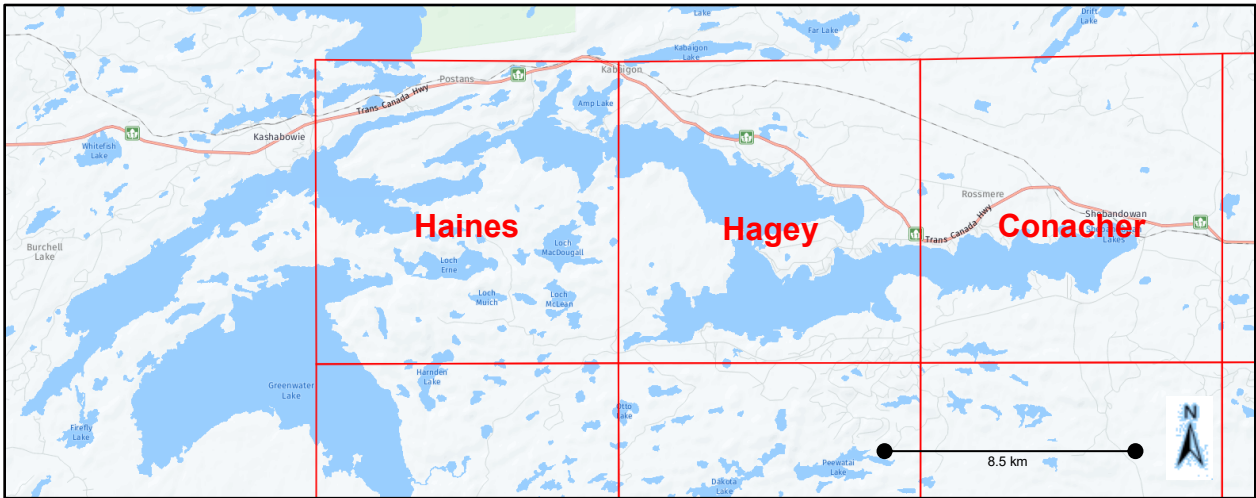 Lake
Drift
Lake
Far Lake
Kabaigon
Lake
Kabaigon
Postans
Trans Canada Hwy
Amp Lake
Kashabowie
Whitefish
Lake
Rossmere
Shebandowan
Trans Canada Hwy
Haines
Hagey
Conacher
Lakes
Burchell
Lake
Loch
MacDougall
Loch
Erne
Loch
Muich
Loch
McLean
Greenwater
Lake
Harnden
Lake
Otto
Lake
Firefly
Lake
Peewatai
Lake
Dakota
Lake
8.5 km
N